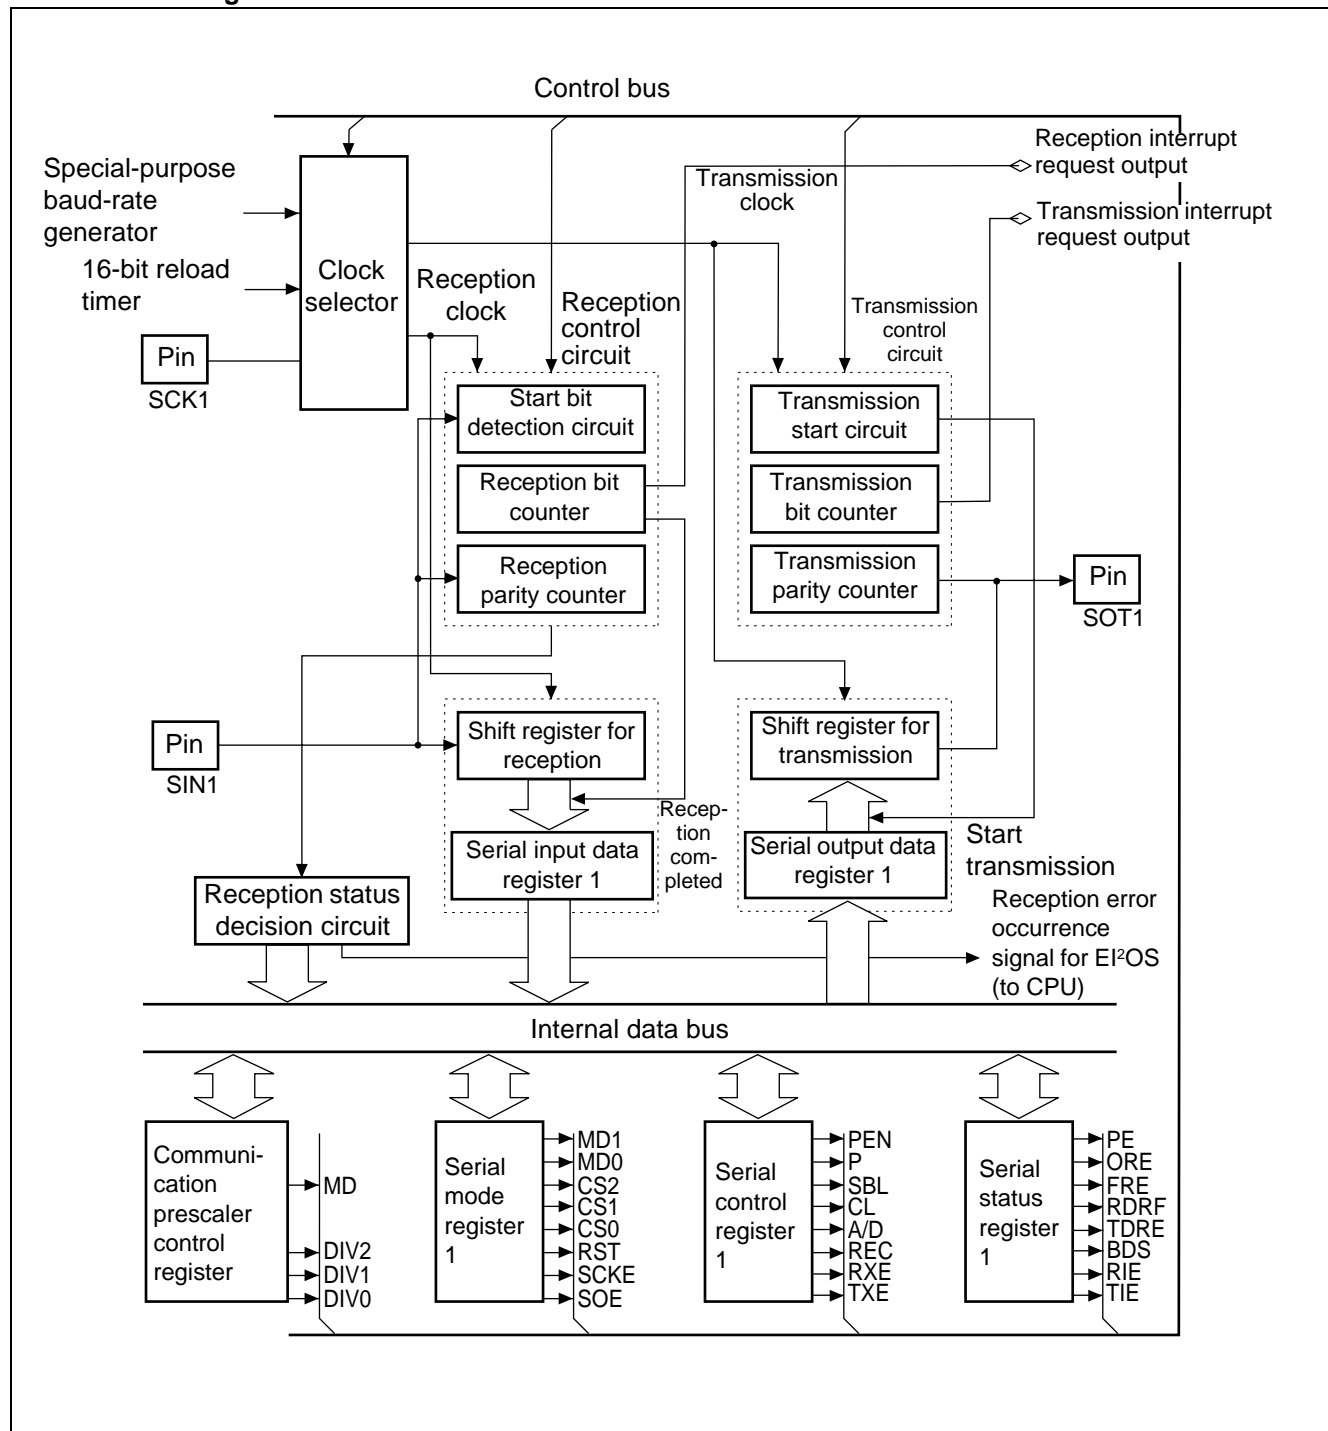 Control bus
Reception interrupt
request output
Special-purpose
baud-rate
generator
Transmission
clock
Transmission interrupt
request output
16-bit reload
timer
Clock
selector
Reception
clock
Reception
control
circuit
Transmission
control
circuit
Pin
SCK1
Start bit
detection circuit
Transmission
start circuit
Reception bit
counter
Transmission
bit counter
Reception
parity counter
Transmission
parity counter
Pin
SOT1
Pin
SIN1
Shift register for
reception
Shift register for
transmission
Recep-
tion
com-
pleted
Serial input data
register 1
Serial output data
register 1
Start
transmission
Reception status
decision circuit
Reception error
occurrence
signal for EI²OS
(to CPU)
Internal data bus
Communi-
cation
prescaler
control
register
MD
DIV2
DIV1
DIV0
Serial
mode
register
1
MD1
MD0
CS2
CS1
CS0
RST
SCKE
SOE
Serial
control
register
1
PEN
P
SBL
CL
A/D
REC
RXE
TXE
Serial
status
register
1
PE
ORE
FRE
RDRF
TDRE
BDS
RIE
TIE